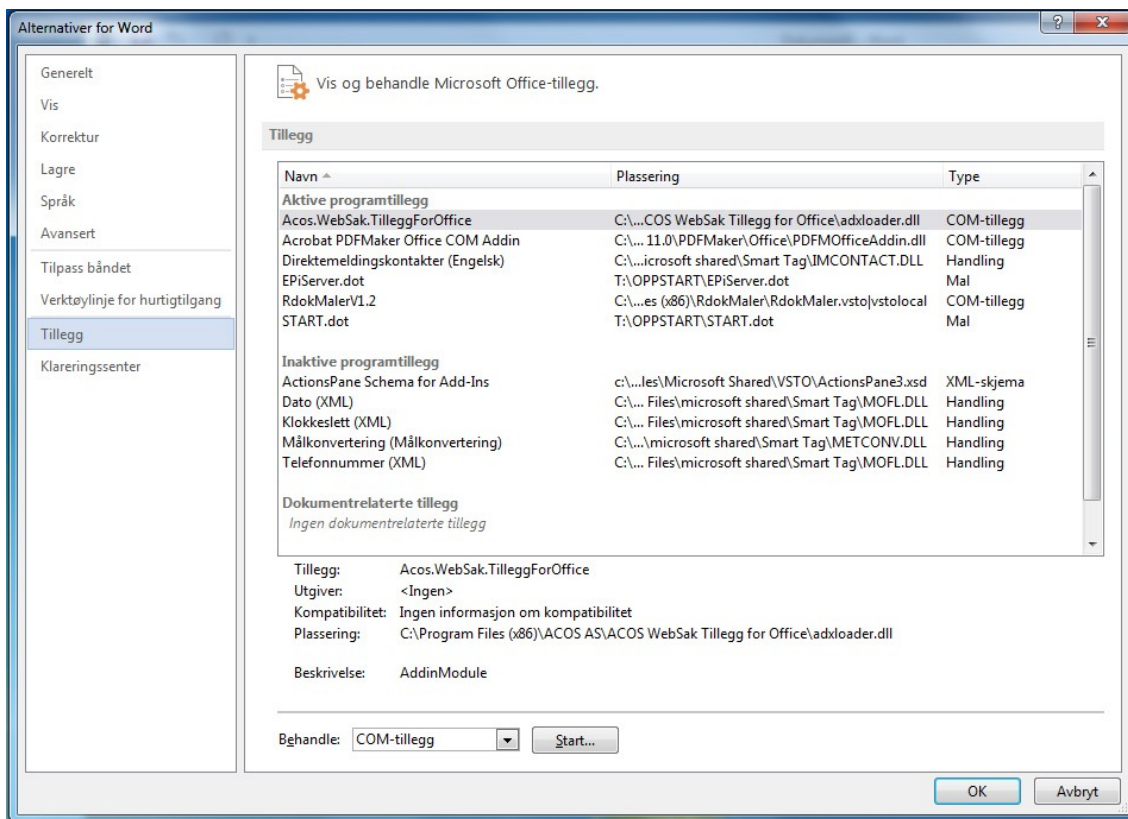 Alternativer for Word
Generelt
Vis
Korrektur
Lagre
Språk
Avansert
Tilpass båndet
Verktøylinje for hurtigtilgang
Tillegg
Klareringssenter
Vis og behandle Microsoft Office-tillegg.
Tillegg
Navn Plassering Type
Aktive programtillegg
Acos.WebSak.TilleggForOffice C:\...COS WebSak Tillegg for Office\adxloader.dll COM-tillegg
Acrobat PDFMaker Office COM Addin C:\... 11.0\PDFMaker\Office\PDFMOfficeAddin.dll COM-tillegg
Direktemeldingskontakter (Engelsk) C:\...icrosoft shared\Smart Tag\IMCONTACT.DLL Handling
EPiServer.dot T:\OPPSTART\EPiServer.dot Mal
RdokMalerV1.2 C:\...es (x86)\RdokMaler\RdokMaler.vsto|vstolocal COM-tillegg
START.dot T:\OPPSTART\START.dot Mal
Inaktive programtillegg
ActionsPane Schema for Add-Ins c:\...les\Microsoft Shared\VSTO\ActionsPane3.xsd XML-skjema
Dato (XML) C:\... Files\microsoft shared\Smart Tag\MOFL.DLL Handling
Klokkeslett (XML) C:\... Files\microsoft shared\Smart Tag\MOFL.DLL Handling
Målkonvertering (Målkonvertering) C:\...\microsoft shared\Smart Tag\METCONV.DLL Handling
Telefonnummer (XML) C:\... Files\microsoft shared\Smart Tag\MOFL.DLL Handling
Dokumentrelaterte tillegg
Ingen dokumentrelaterte tillegg
Tillegg: Acos.WebSak.TilleggForOffice
Utgiver: <Ingen>
Kompatibilitet: Ingen informasjon om kompatibilitet
Plassering: C:\Program Files (x86)\ACOS AS\ACOS WebSak Tillegg for Office\adxloader.dll
Beskrivelse: AddinModule
Behandle: COM-tillegg Start...
OK Avbryt